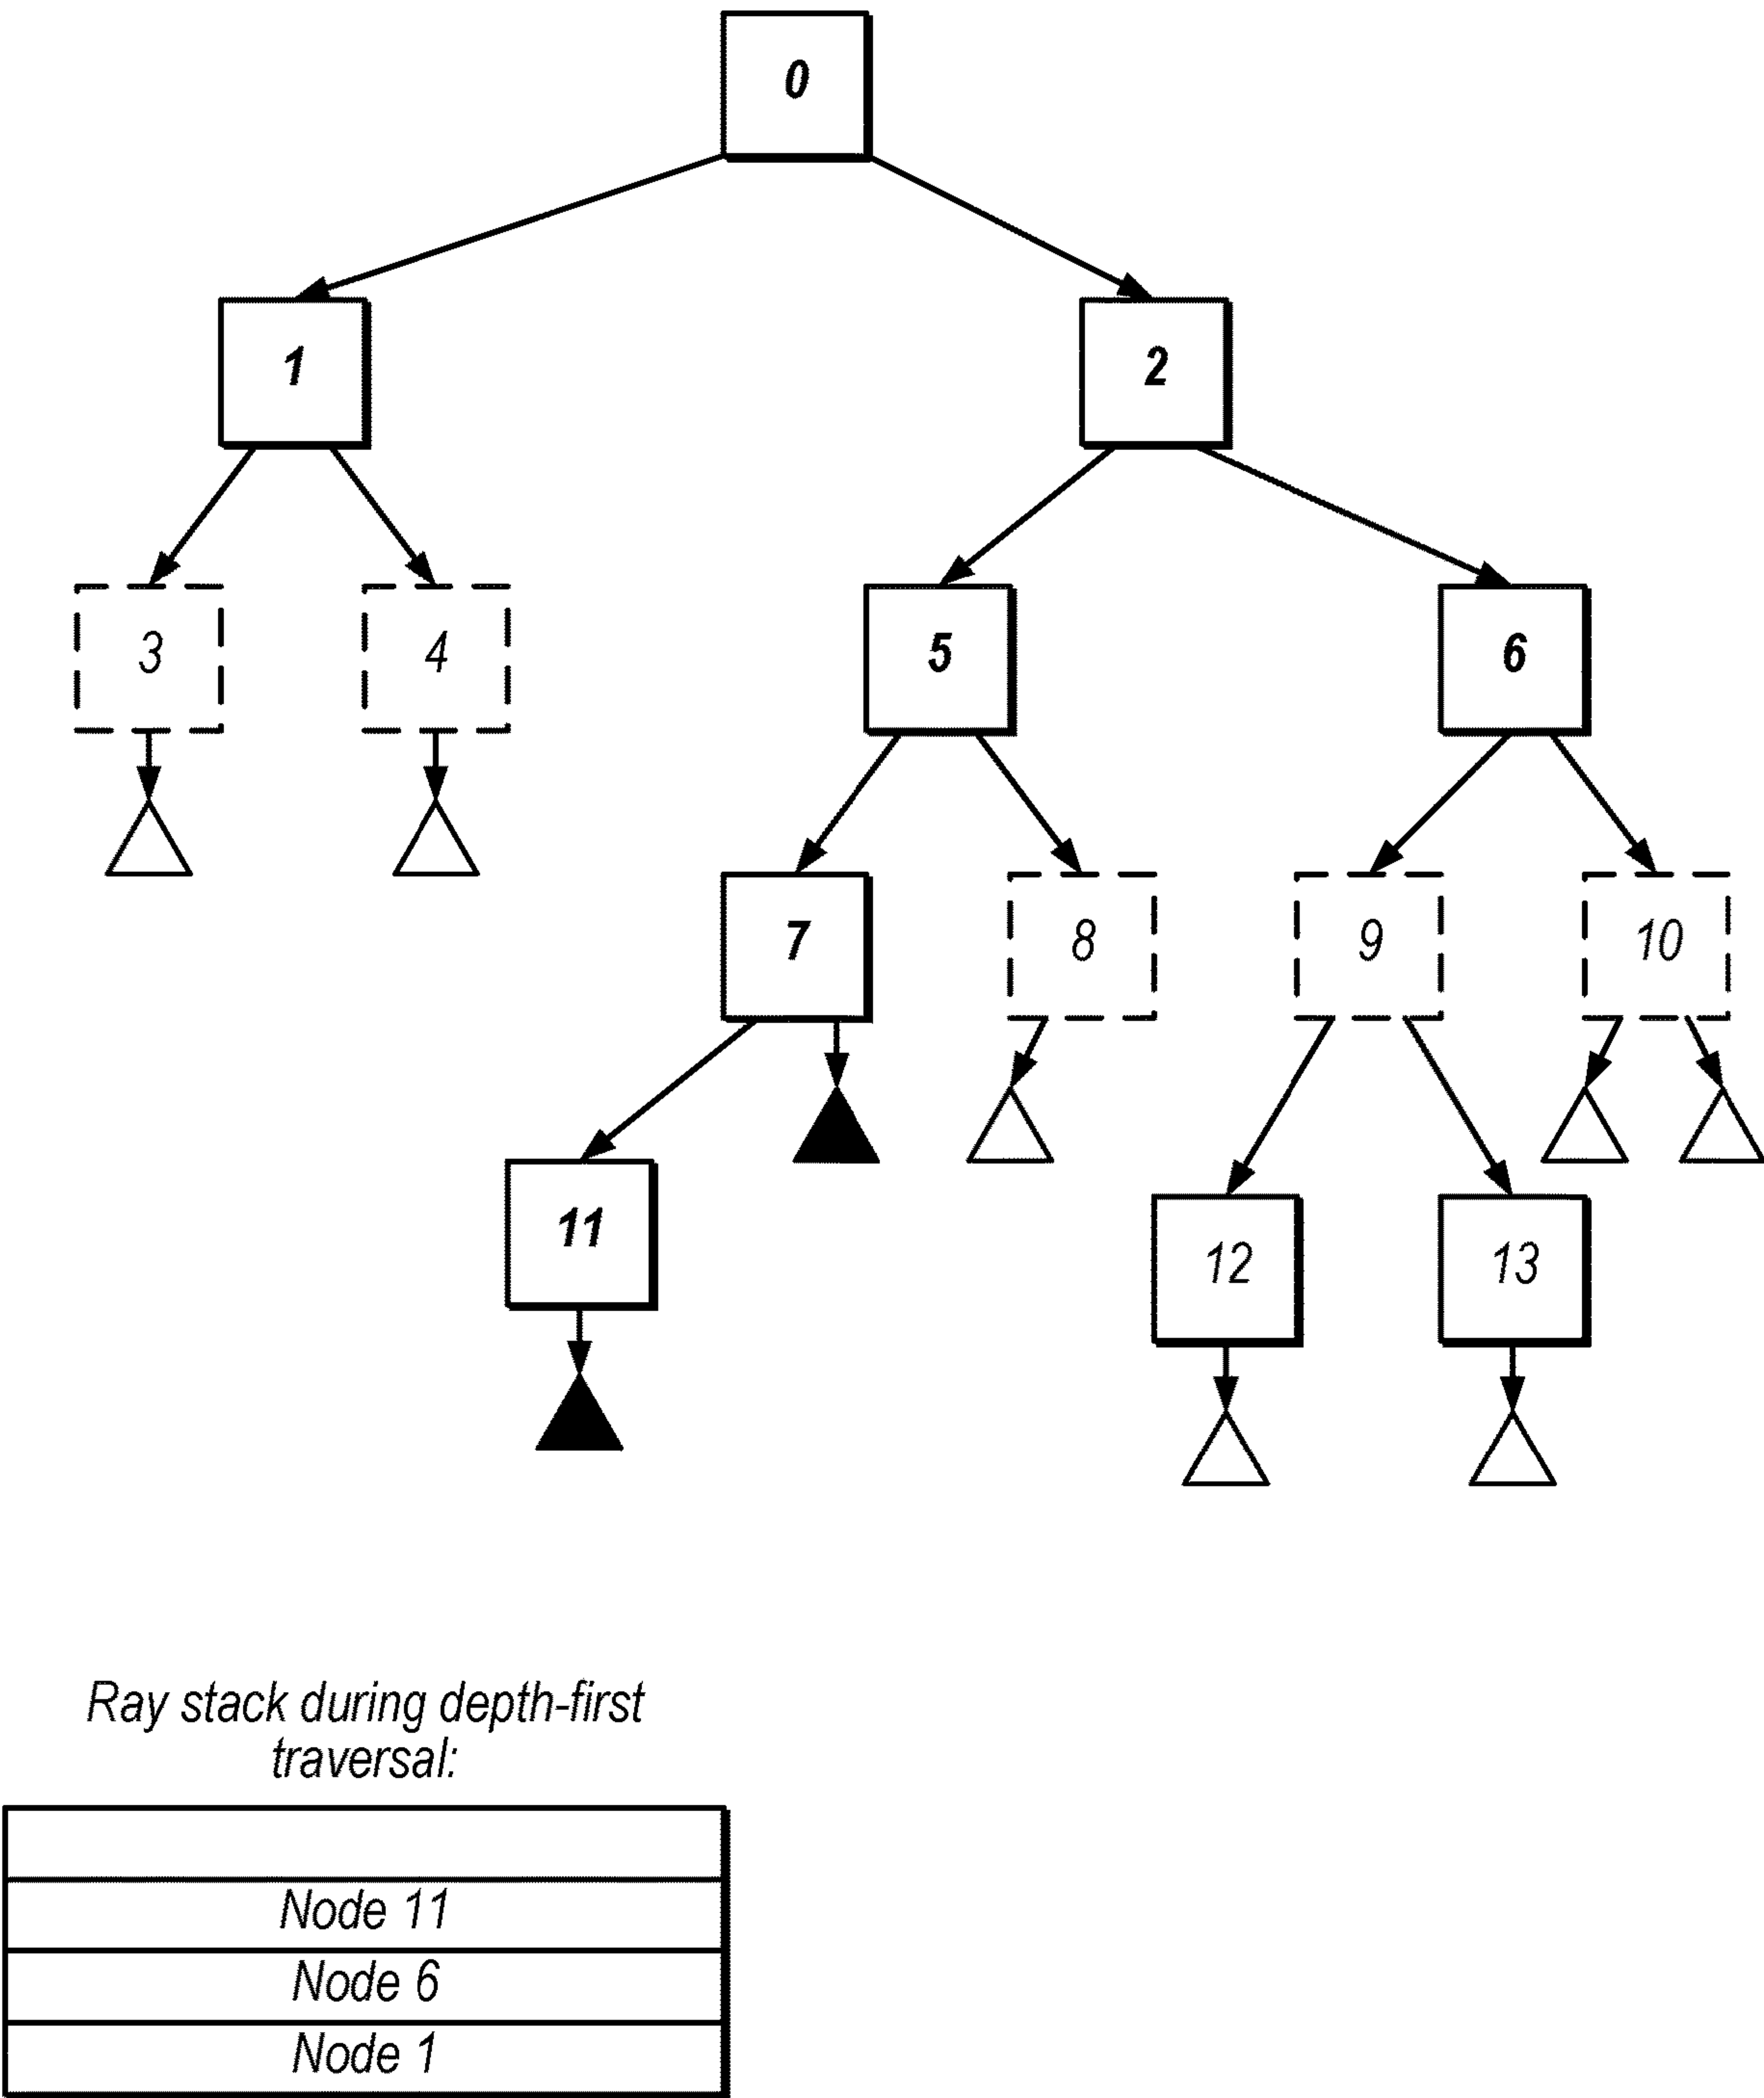 0
1
2
3
4
5
6
7
8
9
10
11
12
13
Ray stack during depth-first
traversal:
Node 11
Node 6
Node 1